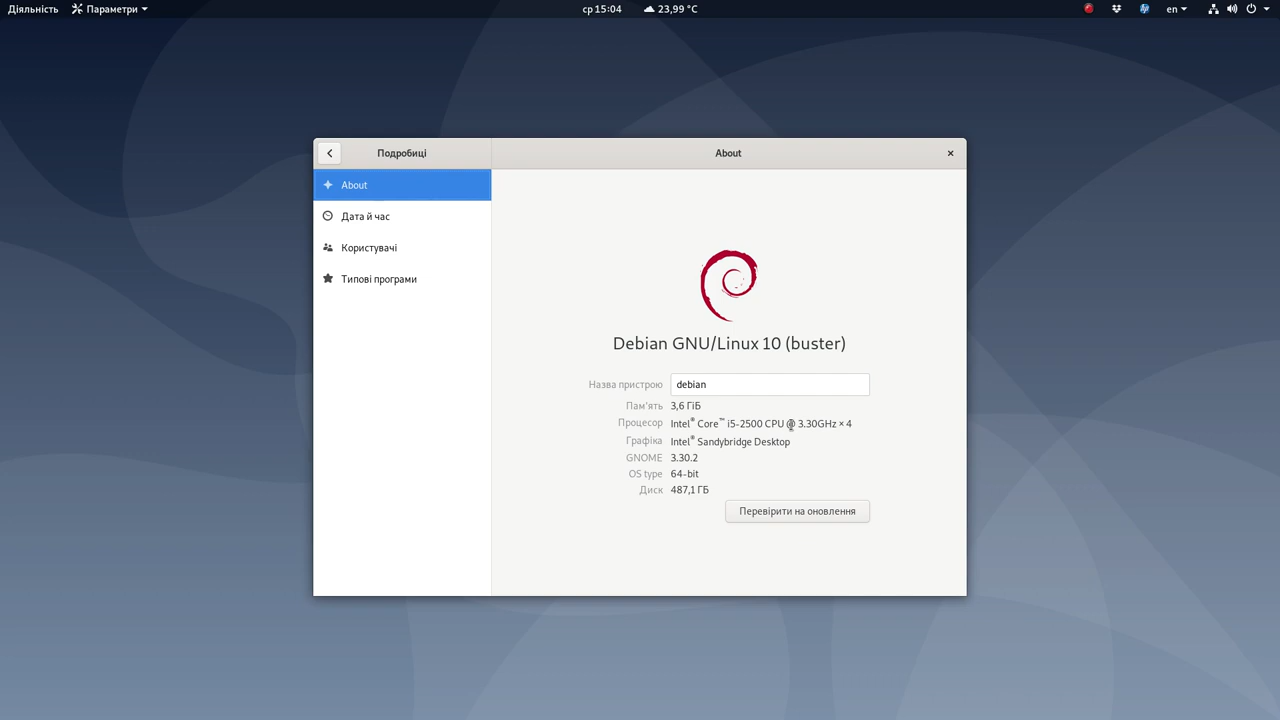 Діяльність Параметри ср 15:04 23,99 °C en
Подробиці About
About
Дата й час
Користувачі
Типові програми
Debian GNU/Linux 10 (buster)
Назва пристрою debian
Пам'ять 3,6 ГіБ
Процесор Intel® Core™ i5-2500 CPU @ 3.30GHz × 4
Графіка Intel® Sandybridge Desktop
GNOME 3.30.2
OS type 64-bit
Диск 487,1 ГБ
Перевірити на оновлення